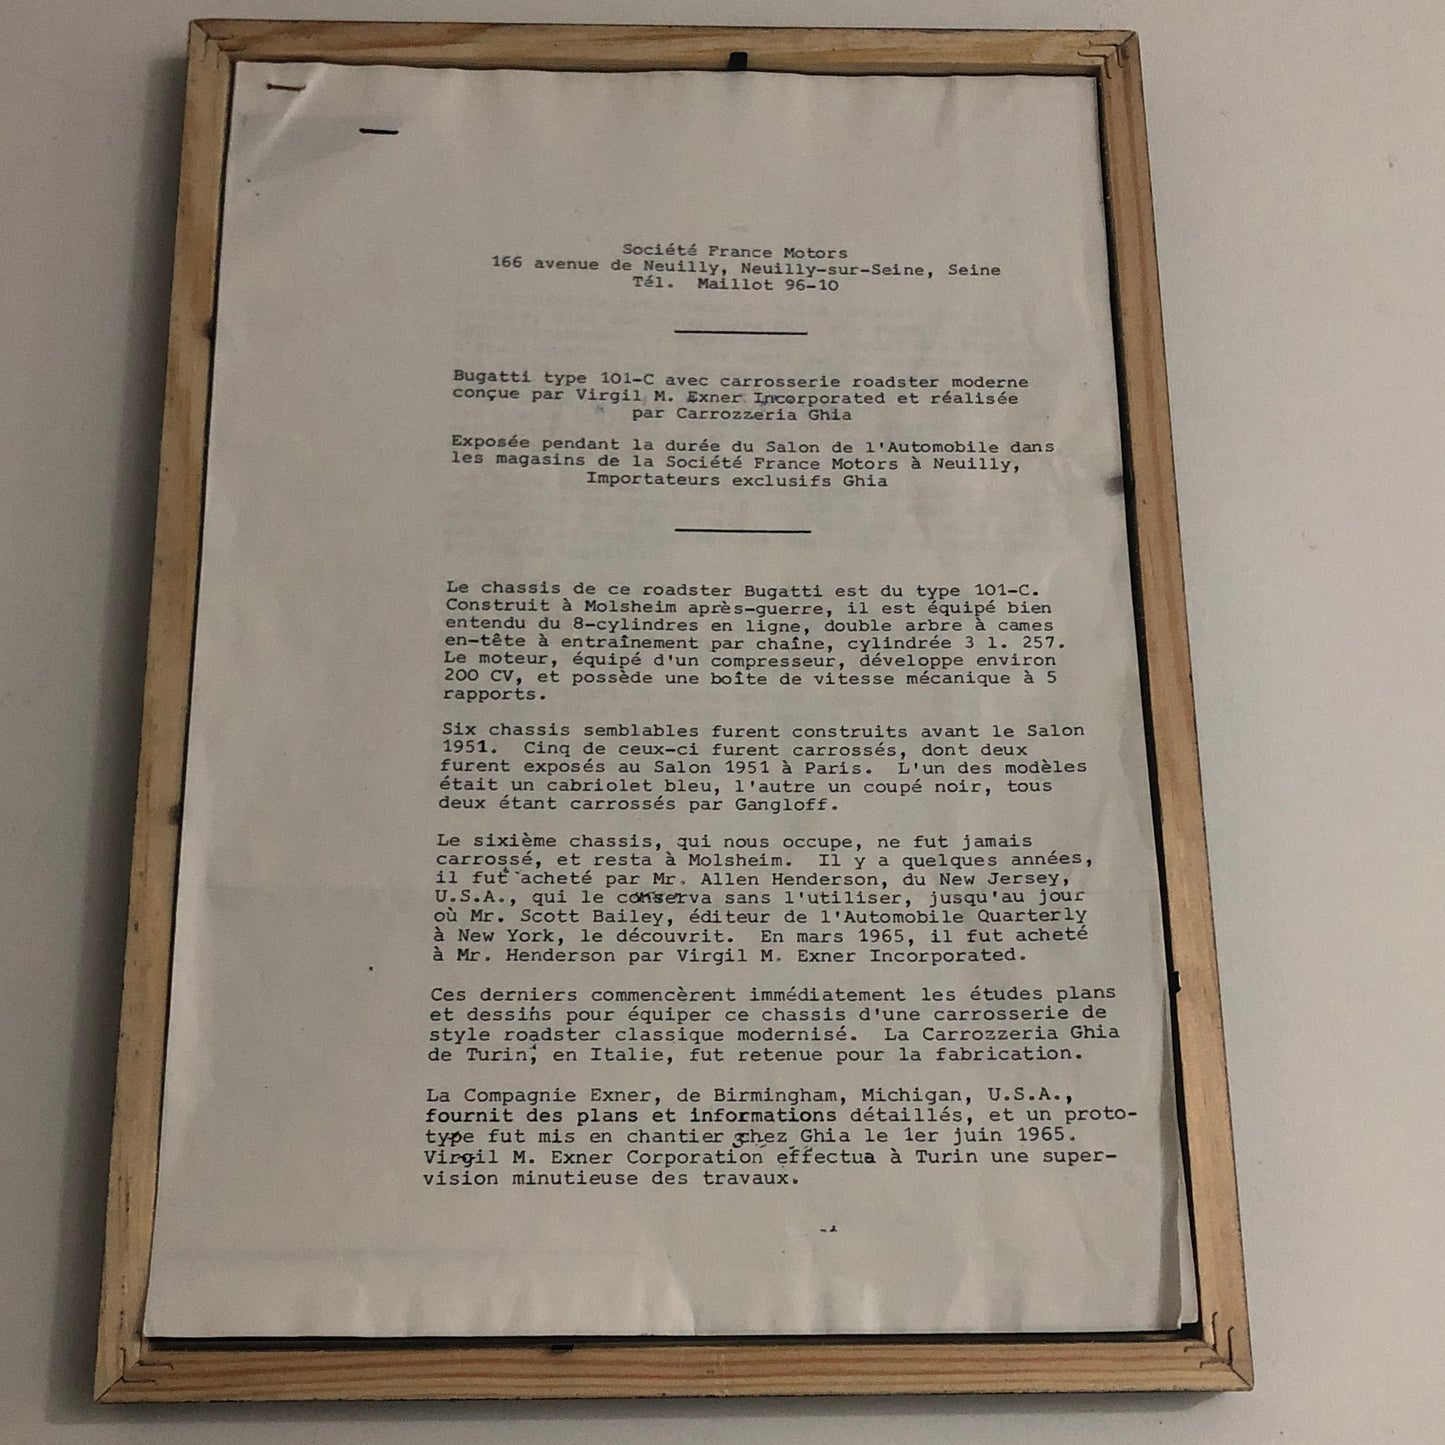 Société France Motors
166 avenue de Neuilly, Neuilly-sur-Seine, Seine
Tél. Maillot 96-10
Bugatti type 101-C avec carrosserie roadster moderne
conçue par Virgil M. Exner Incorporated et réalisée
par Carrozzeria Ghia
Exposée pendant la durée du Salon de l'Automobile dans
les magasins de la Société France Motors à Neuilly,
Importateurs exclusifs Ghia
Le chassis de ce roadster Bugatti est du type 101-C.
Construit à Molsheim après-guerre, il est équipé bien
entendu du 8-cylindres en ligne, double arbre à cames
en-tête à entraînement par chaîne, cylindrée 3 l. 257.
Le moteur, équipé d'un compresseur, développe environ
200 CV, et possède une boîte de vitesse mécanique à 5
rapports.
Six chassis semblables furent construits avant le Salon
1951. Cinq de ceux-ci furent carrossés, dont deux
furent exposés au Salon 1951 à Paris. L'un des modèles
était un cabriolet bleu, l'autre un coupé noir, tous
deux étant carrossés par Gangloff.
Le sixième chassis, qui nous occupe, ne fut jamais
carrossé, et resta à Molsheim. Il y a quelques années,
il fut acheté par Mr. Allen Henderson, du New Jersey,
U.S.A., qui le conserva sans l'utiliser, jusqu'au jour
où Mr. Scott Bailey, éditeur de l'Automobile Quarterly
à New York, le découvrit. En mars 1965, il fut acheté
à Mr. Henderson par Virgil M. Exner Incorporated.
Ces derniers commencèrent immédiatement les études plans
et dessins pour équiper ce chassis d'une carrosserie de
style roadster classique modernisé. La Carrozzeria Ghia
de Turin, en Italie, fut retenue pour la fabrication.
La Compagnie Exner, de Birmingham, Michigan, U.S.A.,
fournit des plans et informations détaillés, et un proto-
type fut mis en chantier chez Ghia le 1er juin 1965.
Virgil M. Exner Corporation effectua à Turin une super-
vision minutieuse des travaux.